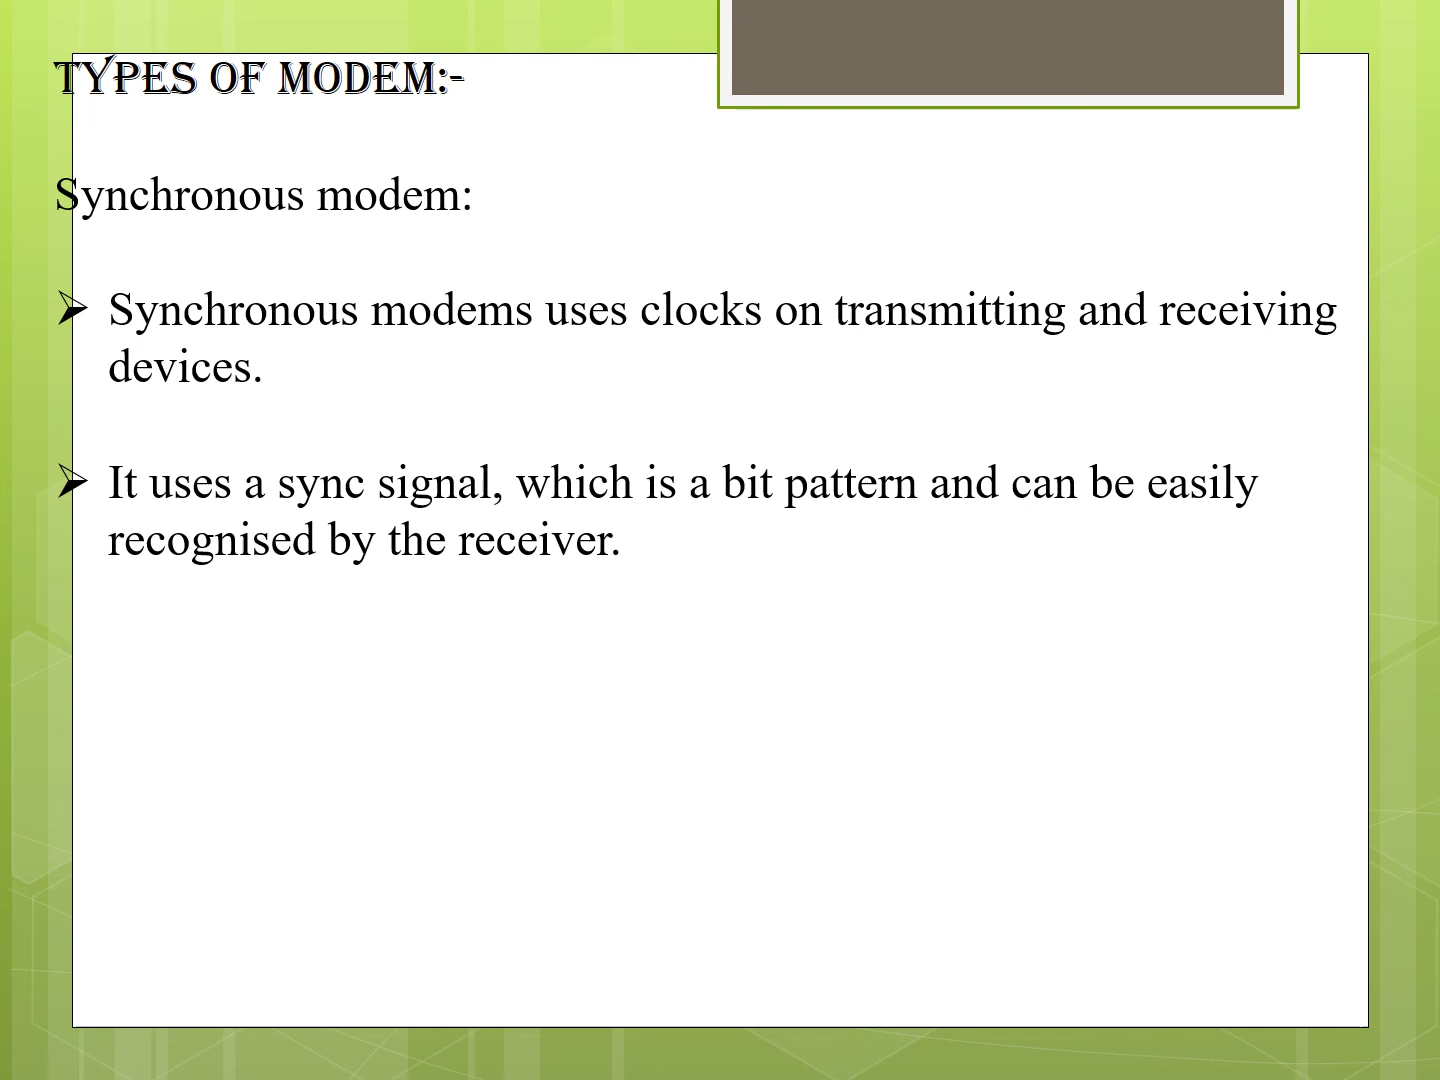 TYPES OF MODEM:-
Synchronous modem:
➢ Synchronous modems uses clocks on transmitting and receiving
devices.
➢ It uses a sync signal, which is a bit pattern and can be easily
recognised by the receiver.